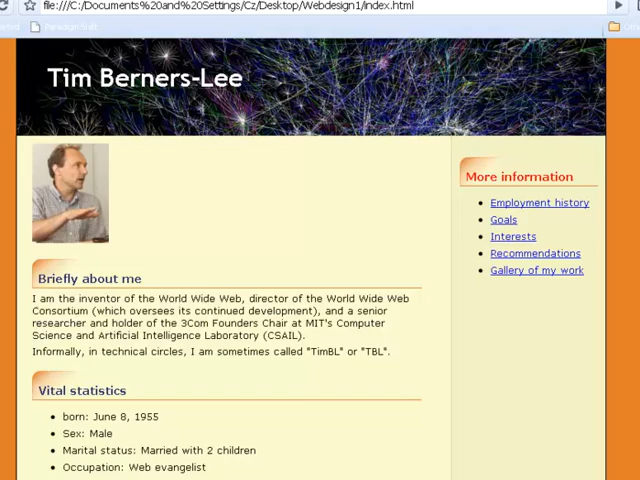 file:///C:/Documents%20and%20Settings/Cz/Desktop/Webdesign1/index.html
Paradigm Shift
Tim Berners-Lee
Briefly about me
I am the inventor of the World Wide Web, director of the World Wide Web
Consortium (which oversees its continued development), and a senior
researcher and holder of the 3Com Founders Chair at MIT's Computer
Science and Artificial Intelligence Laboratory (CSAIL).
Informally, in technical circles, I am sometimes called "TimBL" or "TBL".
Vital statistics
born: June 8, 1955
Sex: Male
Marital status: Married with 2 children
Occupation: Web evangelist
More information
Employment history
Goals
Interests
Recommendations
Gallery of my work